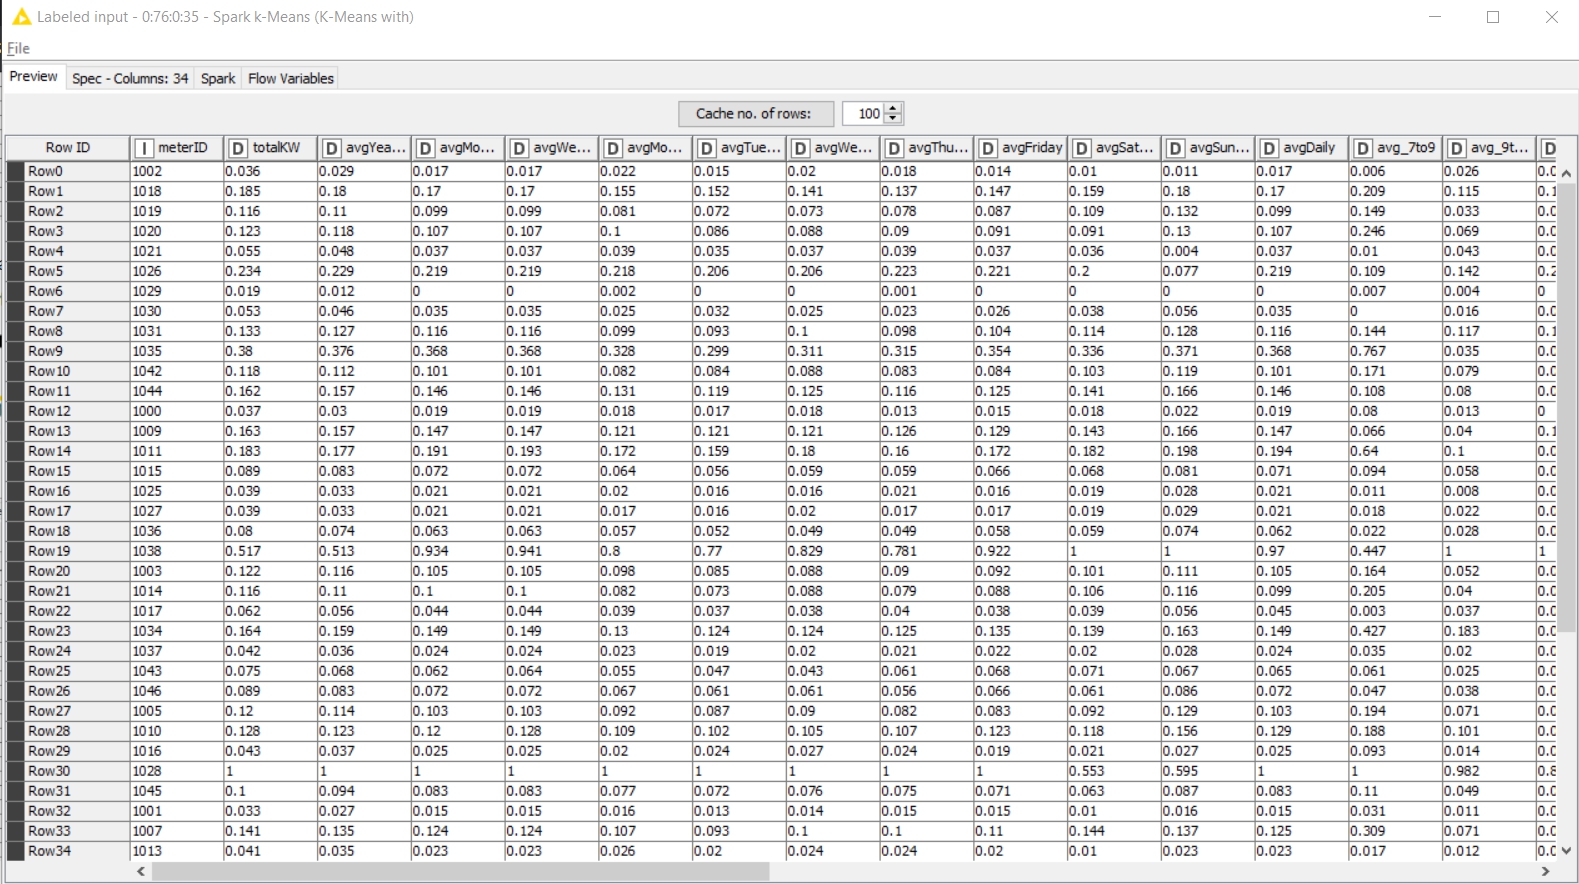 Labeled input - 0:76:0:35 - Spark k-Means (K-Means with)
File
Preview Spec - Columns: 34 Spark Flow Variables
Cache no. of rows: 100
Row ID I meterID D totalKW D avgYea... D avgMo... D avgWe... D avgMo... D avgTue... D avgWe... D avgThu... D avgFriday D avgSat... D avgSun... D avgDaily D avg_7to9 D avg_9t... D
Row0 1002 0.036 0.029 0.017 0.017 0.022 0.015 0.02 0.018 0.014 0.01 0.011 0.017 0.006 0.026
Row1 1018 0.185 0.18 0.17 0.17 0.155 0.152 0.141 0.137 0.147 0.159 0.18 0.17 0.209 0.115
Row2 1019 0.116 0.11 0.099 0.099 0.081 0.072 0.073 0.078 0.087 0.109 0.132 0.099 0.149 0.033
Row3 1020 0.123 0.118 0.107 0.107 0.1 0.086 0.088 0.09 0.091 0.091 0.13 0.107 0.246 0.069
Row4 1021 0.055 0.048 0.037 0.037 0.039 0.035 0.037 0.039 0.037 0.036 0.004 0.037 0.01 0.043
Row5 1026 0.234 0.229 0.219 0.219 0.218 0.206 0.206 0.223 0.221 0.2 0.077 0.219 0.109 0.142
Row6 1029 0.019 0.012 0 0 0.002 0 0 0.001 0 0 0 0 0.007 0.004 0
Row7 1030 0.053 0.046 0.035 0.035 0.025 0.032 0.025 0.023 0.026 0.038 0.056 0.035 0 0.016
Row8 1031 0.133 0.127 0.116 0.116 0.099 0.093 0.1 0.098 0.104 0.114 0.128 0.116 0.144 0.117
Row9 1035 0.38 0.376 0.368 0.368 0.328 0.299 0.311 0.315 0.354 0.336 0.371 0.368 0.767 0.035
Row10 1042 0.118 0.112 0.101 0.101 0.082 0.084 0.088 0.083 0.084 0.103 0.119 0.101 0.171 0.079
Row11 1044 0.162 0.157 0.146 0.146 0.131 0.119 0.125 0.116 0.125 0.141 0.166 0.146 0.108 0.08
Row12 1000 0.037 0.03 0.019 0.019 0.018 0.017 0.018 0.013 0.015 0.018 0.022 0.019 0.08 0.013 0
Row13 1009 0.163 0.157 0.147 0.147 0.121 0.121 0.121 0.126 0.129 0.143 0.166 0.147 0.066 0.04
Row14 1011 0.183 0.177 0.191 0.193 0.172 0.159 0.18 0.16 0.172 0.182 0.198 0.194 0.64 0.1
Row15 1015 0.089 0.083 0.072 0.072 0.064 0.056 0.059 0.059 0.066 0.068 0.081 0.071 0.094 0.058
Row16 1025 0.039 0.033 0.021 0.021 0.02 0.016 0.016 0.021 0.016 0.019 0.028 0.021 0.011 0.008
Row17 1027 0.039 0.033 0.021 0.021 0.017 0.016 0.02 0.017 0.017 0.019 0.029 0.021 0.018 0.022
Row18 1036 0.08 0.074 0.063 0.063 0.057 0.052 0.049 0.049 0.058 0.059 0.074 0.062 0.022 0.028
Row19 1038 0.517 0.513 0.934 0.941 0.8 0.77 0.829 0.781 0.922 1 1 0.97 0.447 1 1
Row20 1003 0.122 0.116 0.105 0.105 0.098 0.085 0.088 0.09 0.092 0.101 0.111 0.105 0.164 0.052
Row21 1014 0.116 0.11 0.1 0.1 0.082 0.073 0.088 0.079 0.088 0.106 0.116 0.099 0.205 0.04
Row22 1017 0.062 0.056 0.044 0.044 0.039 0.037 0.038 0.04 0.038 0.039 0.056 0.045 0.003 0.037
Row23 1034 0.164 0.159 0.149 0.149 0.13 0.124 0.124 0.125 0.135 0.139 0.163 0.149 0.427 0.183
Row24 1037 0.042 0.036 0.024 0.024 0.023 0.019 0.02 0.021 0.022 0.02 0.028 0.024 0.035 0.02
Row25 1043 0.075 0.068 0.062 0.064 0.055 0.047 0.043 0.061 0.068 0.071 0.067 0.065 0.061 0.025
Row26 1046 0.089 0.083 0.072 0.072 0.067 0.061 0.061 0.056 0.066 0.061 0.086 0.072 0.047 0.038
Row27 1005 0.12 0.114 0.103 0.103 0.092 0.087 0.09 0.082 0.083 0.092 0.129 0.103 0.194 0.071
Row28 1010 0.128 0.123 0.12 0.128 0.109 0.102 0.105 0.107 0.123 0.118 0.156 0.129 0.188 0.101
Row29 1016 0.043 0.037 0.025 0.025 0.02 0.024 0.027 0.024 0.019 0.021 0.027 0.025 0.093 0.014
Row30 1028 1 1 1 1 1 1 1 1 1 0.553 0.595 1 1 0.982
Row31 1045 0.1 0.094 0.083 0.083 0.077 0.072 0.076 0.075 0.071 0.063 0.087 0.083 0.11 0.049
Row32 1001 0.033 0.027 0.015 0.015 0.016 0.013 0.014 0.015 0.015 0.01 0.016 0.015 0.031 0.011
Row33 1007 0.141 0.135 0.124 0.124 0.107 0.093 0.1 0.1 0.11 0.144 0.137 0.125 0.309 0.071
Row34 1013 0.041 0.035 0.023 0.023 0.026 0.02 0.024 0.024 0.02 0.01 0.023 0.023 0.017 0.012